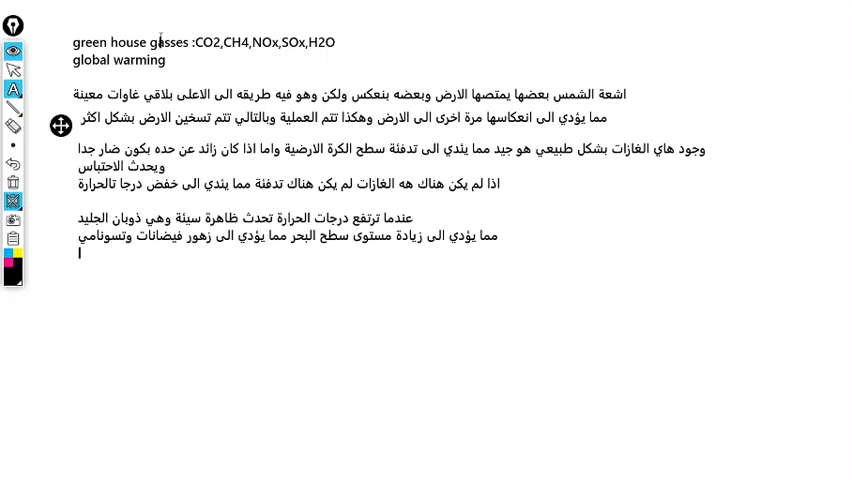 green house gasses :CO2,CH4,NOx,SOx,H2O
global warming
اشعة الشمس بعضها يمتصها الارض وبعضه بنعكس ولكن وهو فيه طريقه الى الاعلى بلاقي غاوات معينة
مما يؤدي الى انعكاسها مرة اخرى الى الارض وهكذا تتم العملية وبالتالي تتم تسخين الارض بشكل اكثر
وجود هاي الغازات بشكل طبيعي هو جيد مما يئدي الى تدفئة سطح الكرة الارضية واما اذا كان زائد عن حده بكون ضار جدا
ويحدث الاحتباس
اذا لم يكن هناك هه الغازات لم يكن هناك تدفئة مما يئدي الى خفض درجا تالحرارة
عندما ترتفع درجات الحرارة تحدث ظاهرة سيئة وهي ذوبان الجليد
مما يؤدي الى زيادة مستوى سطح البحر مما يؤدي الى زهور فيضانات وتسونامي